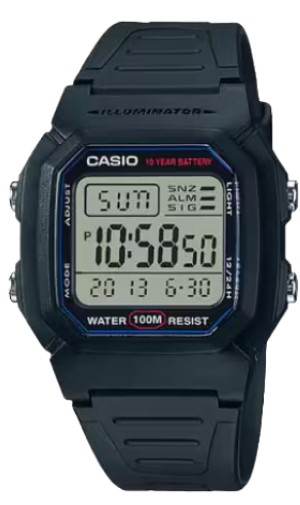 ILLUMINATOR
CASIO 10 YEAR BATTERY
ADJUST
LIGHT
SUN
SNZ
ALM
SIG
P 10:58 50
MODE
12/24H
20 13 6-30
WATER 100M RESIST